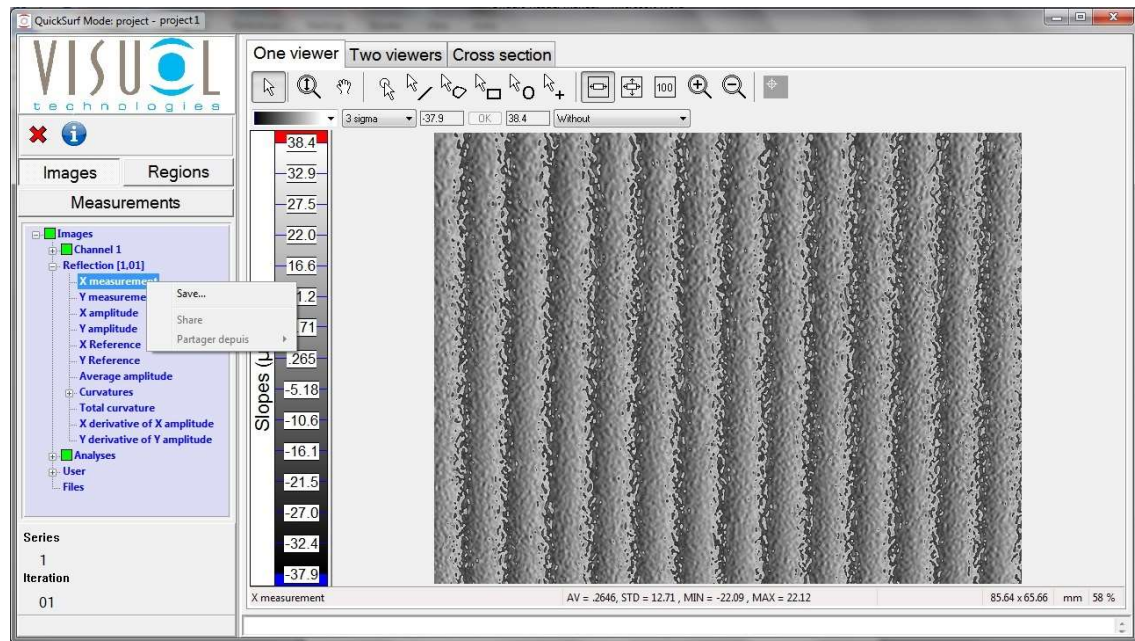 QuickSurf Mode: project - project1
VISUOL
technologies
Images
Regions
Measurements
Images
Channel 1
Reflection [1,01]
X measurement
Y measureme
X amplitude
Y amplitude
X Reference
Y Reference
Average amplitude
Curvatures
Total curvature
X derivative of X amplitude
Y derivative of Y amplitude
Analyses
User
Files
Save...
Share
Partager depuis
Series
1
Iteration
01
One viewer
Two viewers
Cross section
100
3 sigma
-37.9
OK
38.4
Without
38.4
32.9
27.5
22.0
16.6
1.2
71
.265
-5.18
-10.6
-16.1
-21.5
-27.0
-32.4
-37.9
Slopes (µ
X measurement
AV = .2646, STD = 12.71 , MIN = -22.09 , MAX = 22.12
85.64 x 65.66
mm
58 %